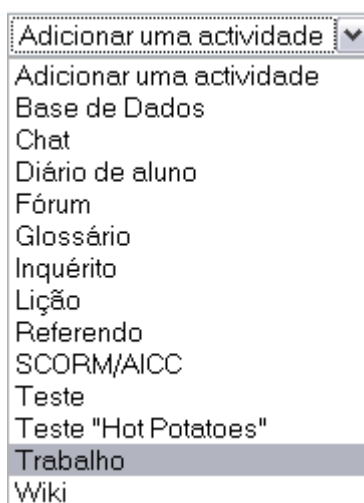 Adicionar uma actividade
Adicionar uma actividade
Base de Dados
Chat
Diário de aluno
Fórum
Glossário
Inquérito
Lição
Referendo
SCORM/AICC
Teste
Teste "Hot Potatoes"
Trabalho
Wiki